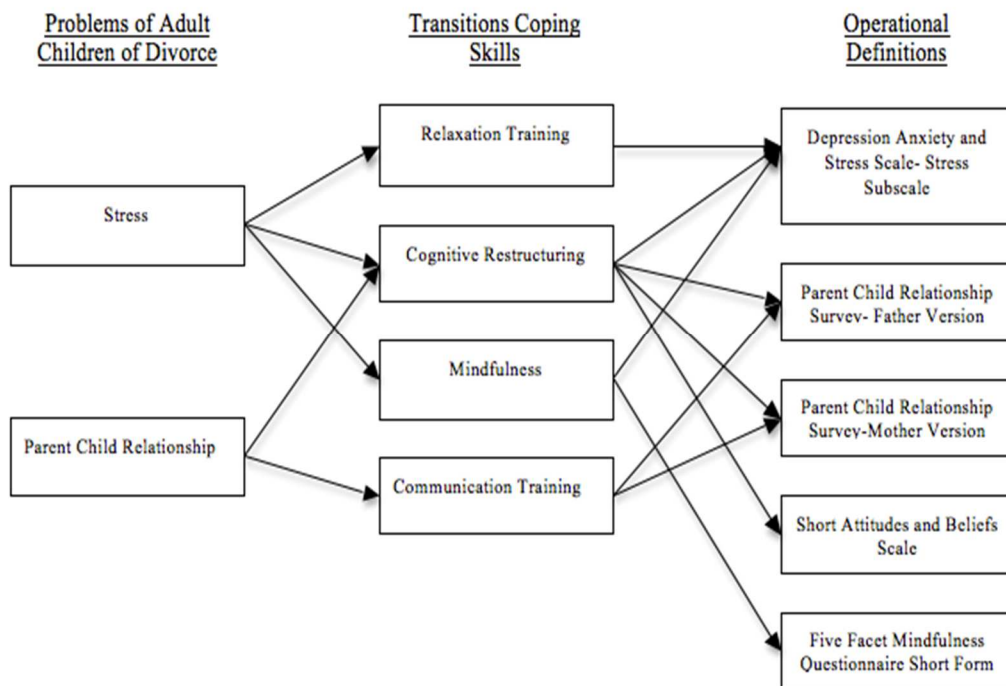 Problems of Adult
Children of Divorce
Transitions Coping
Skills
Operational
Definitions
Stress
Parent Child Relationship
Relaxation Training
Cognitive Restructuring
Mindfulness
Communication Training
Depression Anxiety and
Stress Scale- Stress
Subscale
Parent Child Relationship
Survey- Father Version
Parent Child Relationship
Survey-Mother Version
Short Attitudes and Beliefs
Scale
Five Facet Mindfulness
Questionnaire Short Form